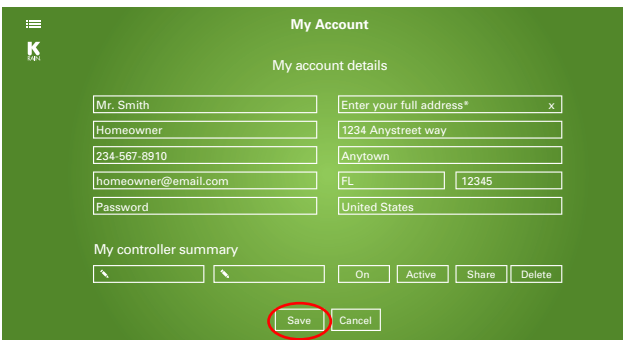 My Account
K
RAIN
My account details
Mr. Smith
Homeowner
234-567-8910
homeowner@email.com
Password
Enter your full address* x
1234 Anystreet way
Anytown
FL 12345
United States
My controller summary
On Active Share Delete
Save Cancel